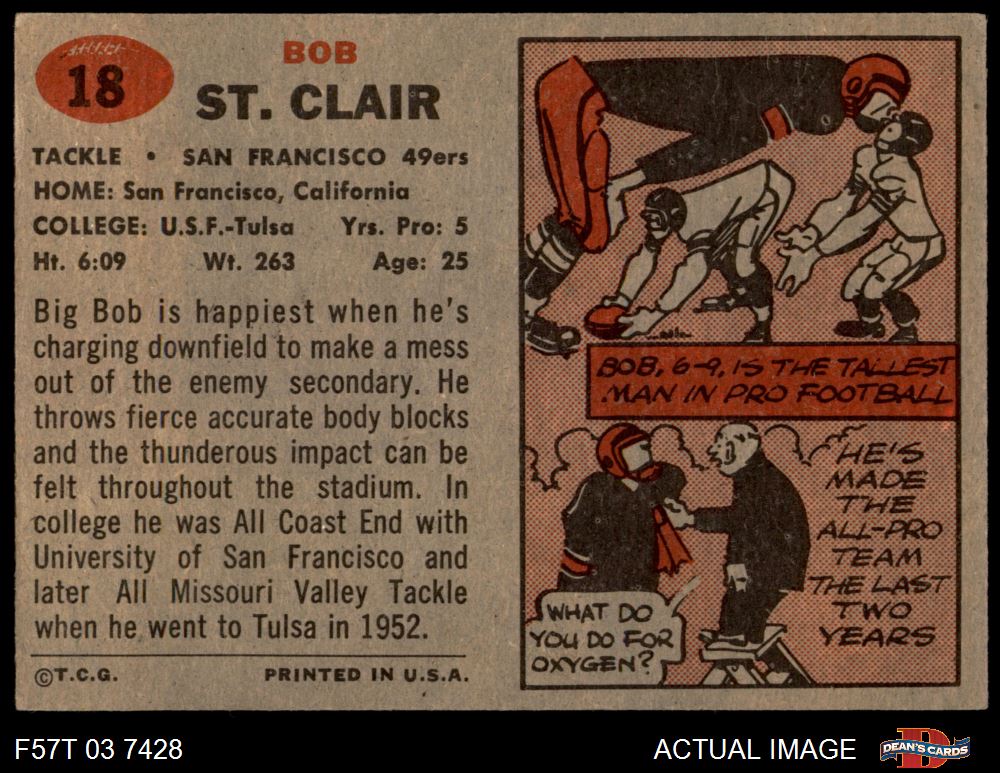 18
BOB
ST. CLAIR
TACKLE • SAN FRANCISCO 49ers
HOME: San Francisco, California
COLLEGE: U.S.F.-Tulsa Yrs. Pro: 5
Ht. 6:09 Wt. 263 Age: 25
Big Bob is happiest when he's
charging downfield to make a mess
out of the enemy secondary. He
throws fierce accurate body blocks
and the thunderous impact can be
felt throughout the stadium. In
college he was All Coast End with
University of San Francisco and
later All Missouri Valley Tackle
when he went to Tulsa in 1952.
©T.C.G. PRINTED IN U.S.A.
BOB, 6-9, IS THE TALLEST
MAN IN PRO FOOTBALL
HE'S
MADE
THE
ALL-PRO
TEAM
THE LAST
TWO
YEARS
WHAT DO
YOU DO FOR
OXYGEN?
F57T 03 7428
ACTUAL IMAGE
DEAN'S CARDS